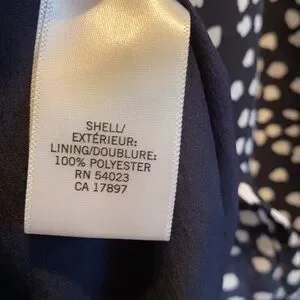 SHELL/
EXTÉRIEUR:
LINING/DOUBLURE:
100% POLYESTER
RN 54023
CA 17897